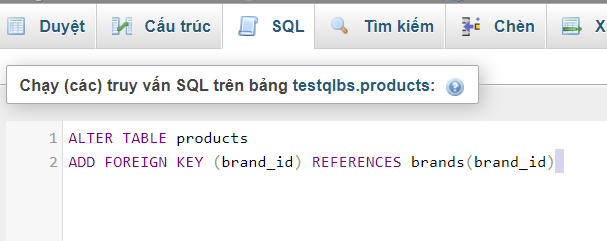 Duyệt Cấu trúc SQL Tìm kiếm Chèn X
Chạy (các) truy vấn SQL trên bảng testqlbs.products:
1 ALTER TABLE products
2 ADD FOREIGN KEY (brand_id) REFERENCES brands(brand_id)